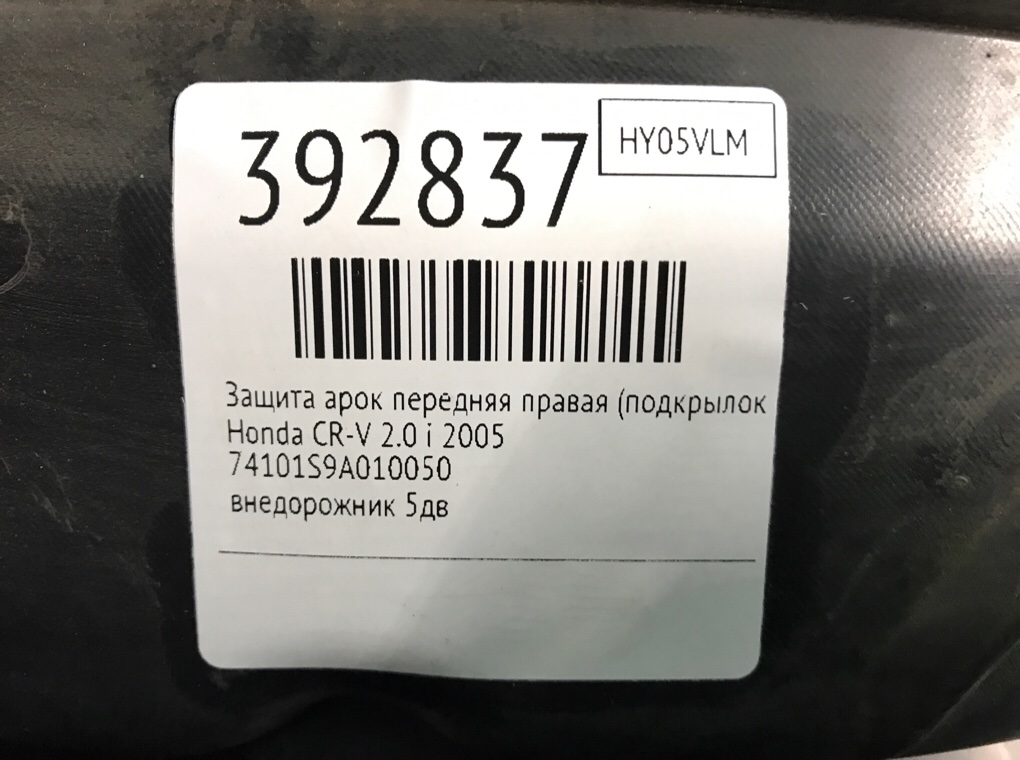 392837
HY05VLM
Защита арок передняя правая (подкрылок
Honda CR-V 2.0 i 2005
74101S9A010050
внедорожник 5дв